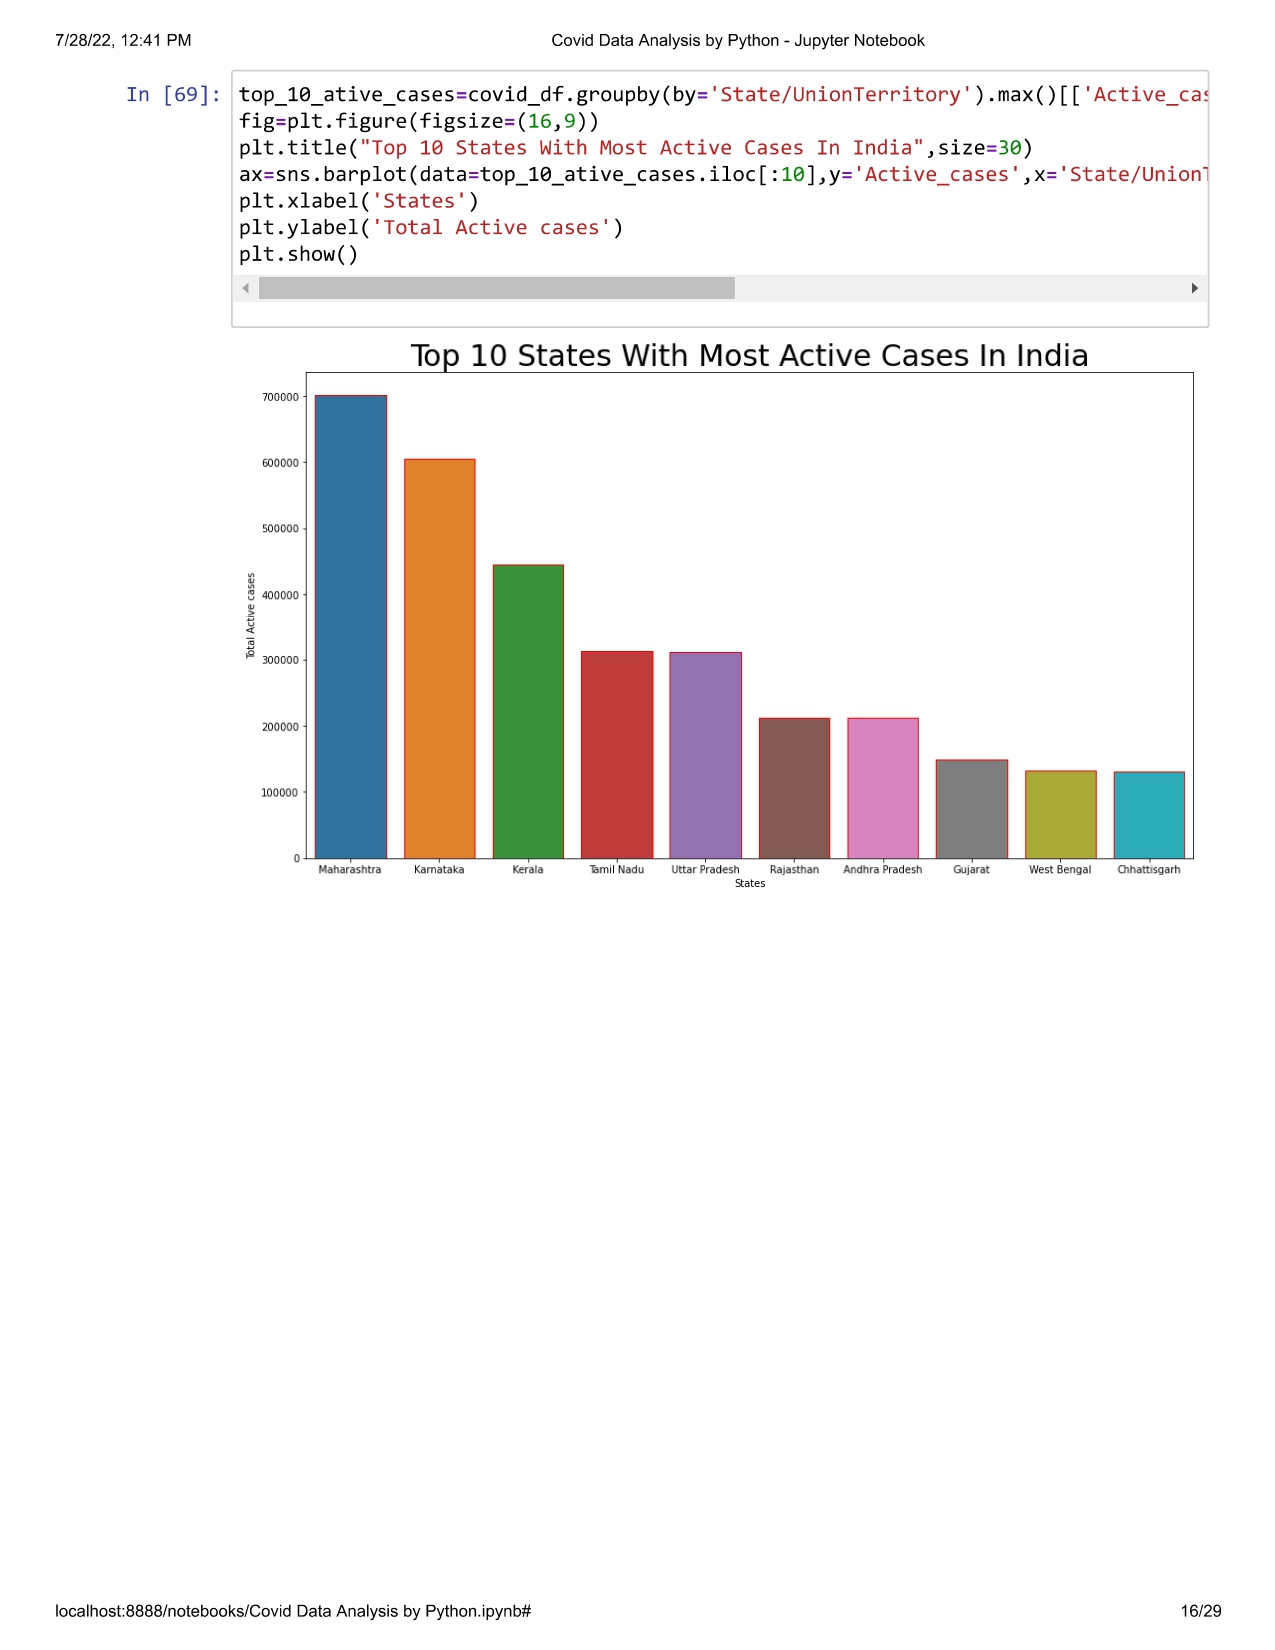 7/28/22, 12:41 PM Covid Data Analysis by Python - Jupyter Notebook
In [69]: top_10_ative_cases=covid_df.groupby(by='State/UnionTerritory').max()[['Active_cas
fig=plt.figure(figsize=(16,9))
plt.title("Top 10 States With Most Active Cases In India",size=30)
ax=sns.barplot(data=top_10_ative_cases.iloc[:10],y='Active_cases',x='State/Union
plt.xlabel('States')
plt.ylabel('Total Active cases')
plt.show()
Top 10 States With Most Active Cases In India
700000
600000
500000
400000
300000
200000
100000
0
Total Active cases
Maharashtra Karnataka Kerala Tamil Nadu Uttar Pradesh Rajasthan Andhra Pradesh Gujarat West Bengal Chhattisgarh
States
localhost:8888/notebooks/Covid Data Analysis by Python.ipynb# 16/29